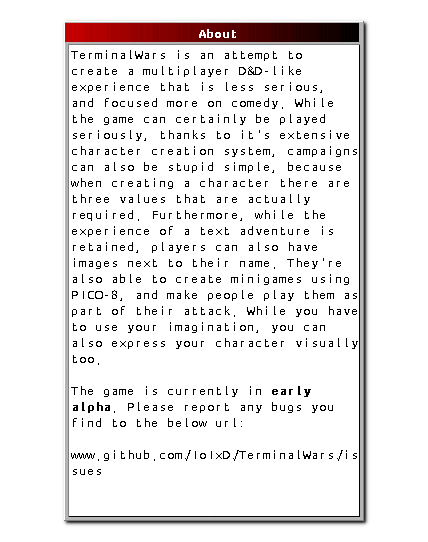 About
TerminalWars is an attempt to
create a multiplayer D&D-like
experience that is less serious,
and focused more on comedy. While
the game can certainly be played
seriously, thanks to it's extensive
character creation system, campaigns
can also be stupid simple, because
when creating a character there are
three values that are actually
required. Furthermore, while the
experience of a text adventure is
retained, players can also have
images next to their name. They're
also able to create minigames using
PICO-8, and make people play them as
part of their attack. While you have
to use your imagination, you can
also express your character visually
too.
The game is currently in early
alpha. Please report any bugs you
find to the below url:
www.github.com/IoIxD/TerminalWars/is
sues